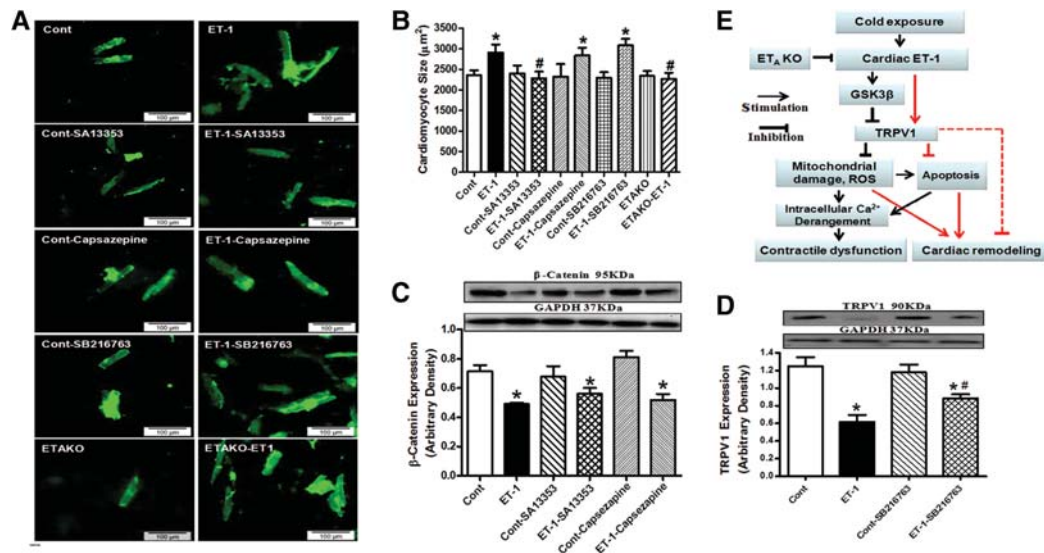 A
Cont
ET-1
100 µm
100 µm
Cont-SA13353
ET-1-SA13353
100 µm
100 µm
Cont-Capsazepine
ET-1-Capsazepine
100 µm
100 µm
Cont-SB216763
ET-1-SB216763
100 µm
100 µm
ETAKO
ETAKO-ET1
100 µm
100 µm
B
Cardiomyocyte Size (µm²)
3500
3000
2500
2000
1500
1000
500
0
*
#
*
*
#
Cont
ET-1
Cont-SA13353
ET-1-SA13353
Cont-Capsazepine
ET-1-Capsazepine
Cont-SB216763
ET-1-SB216763
ETAKO
ETAKO-ET-1
C
β-Catenin 95KDa
GAPDH 37KDa
β-Catenin Expression
(Arbitrary Density)
1.0
0.8
0.6
0.4
0.2
0.0
*
*
*
Cont
ET-1
Cont-SA13353
ET-1-SA13353
Cont-Capsezapine
ET-1-Capsezapine
E
Cold exposure
ETA KO
Cardiac ET-1
GSK3β
Stimulation
Inhibition
TRPV1
Mitochondrial
damage, ROS
Apoptosis
Intracellular Ca²⁺
Derangement
Contractile dysfunction
Cardiac remodeling
D
TRPV1 90KDa
GAPDH 37KDa
TRPV1 Expression
(Arbitrary Density)
1.4
1.2
1.0
0.8
0.6
0.4
0.2
0.0
*
* #
Cont
ET-1
Cont-SB216763
ET-1-SB216763